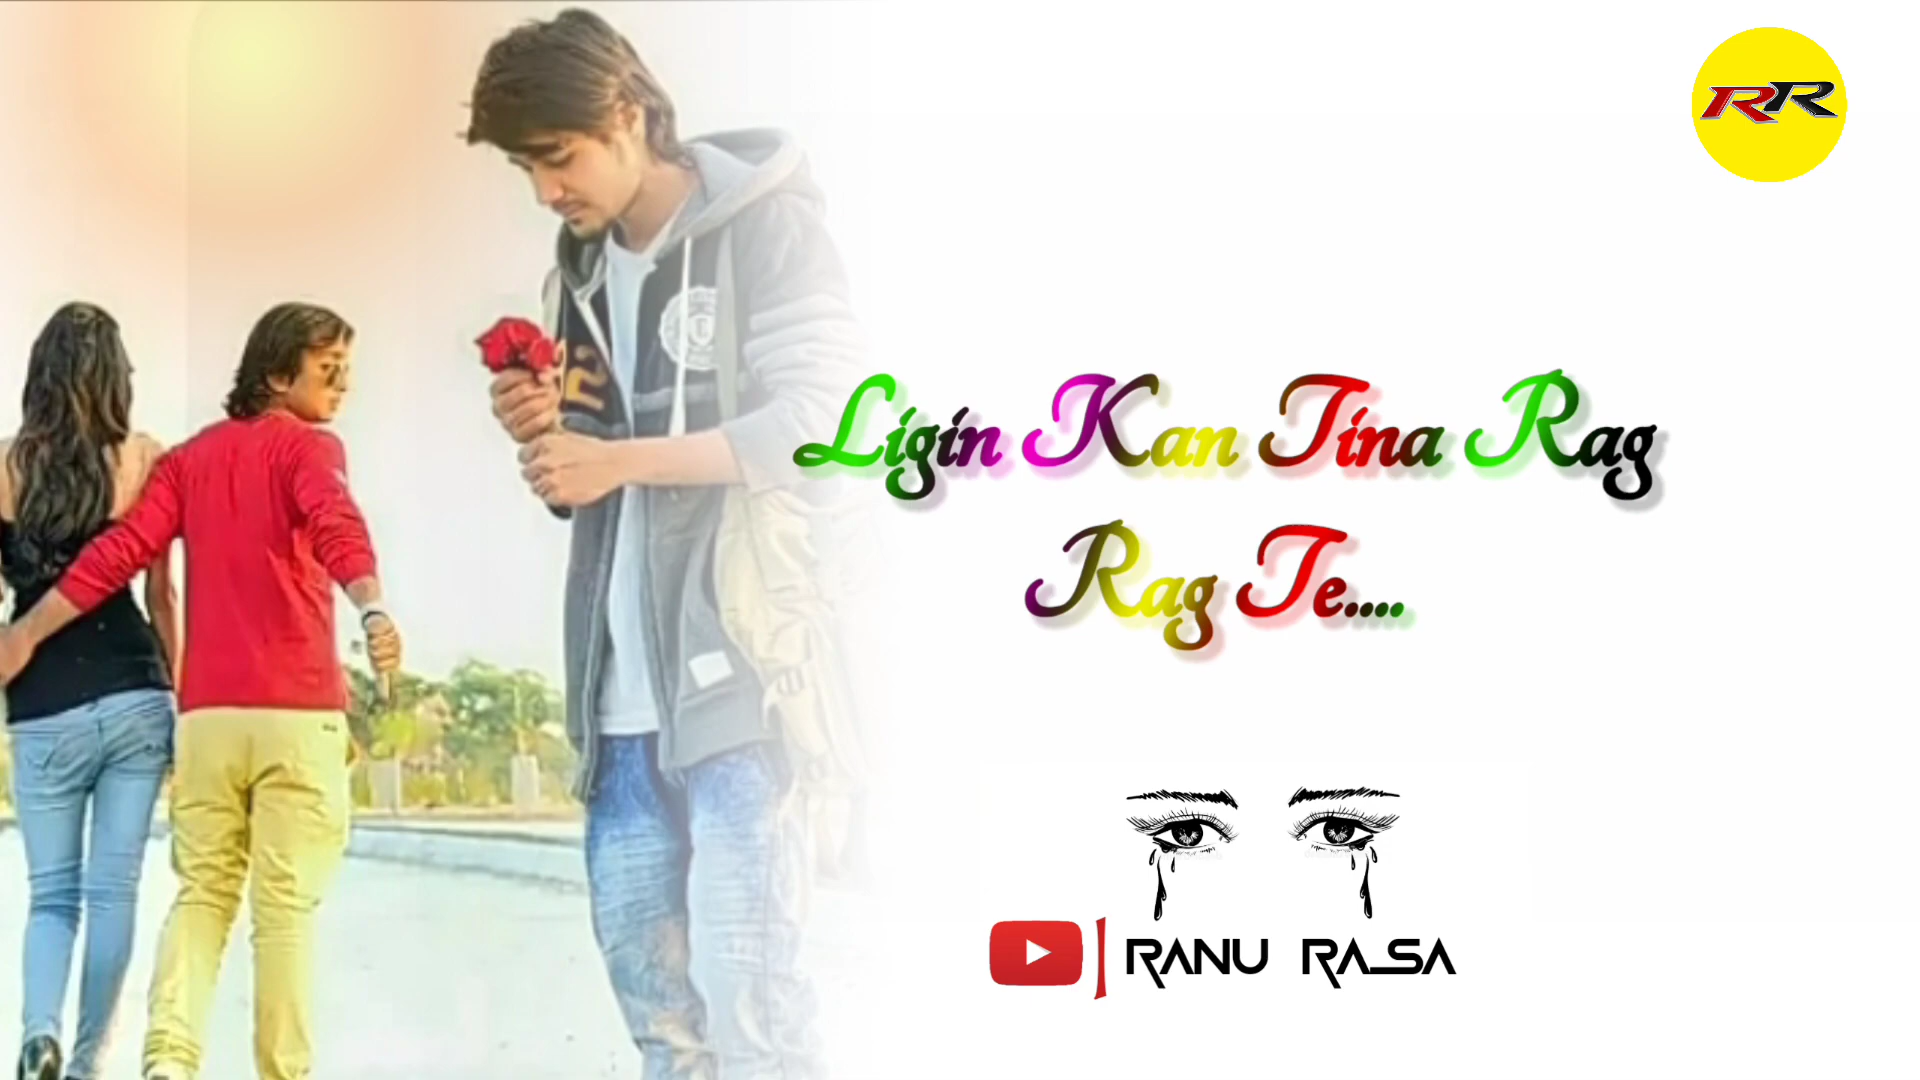 RR
Ligin Kan Tina Rag
Rag Te....
RANU RASA